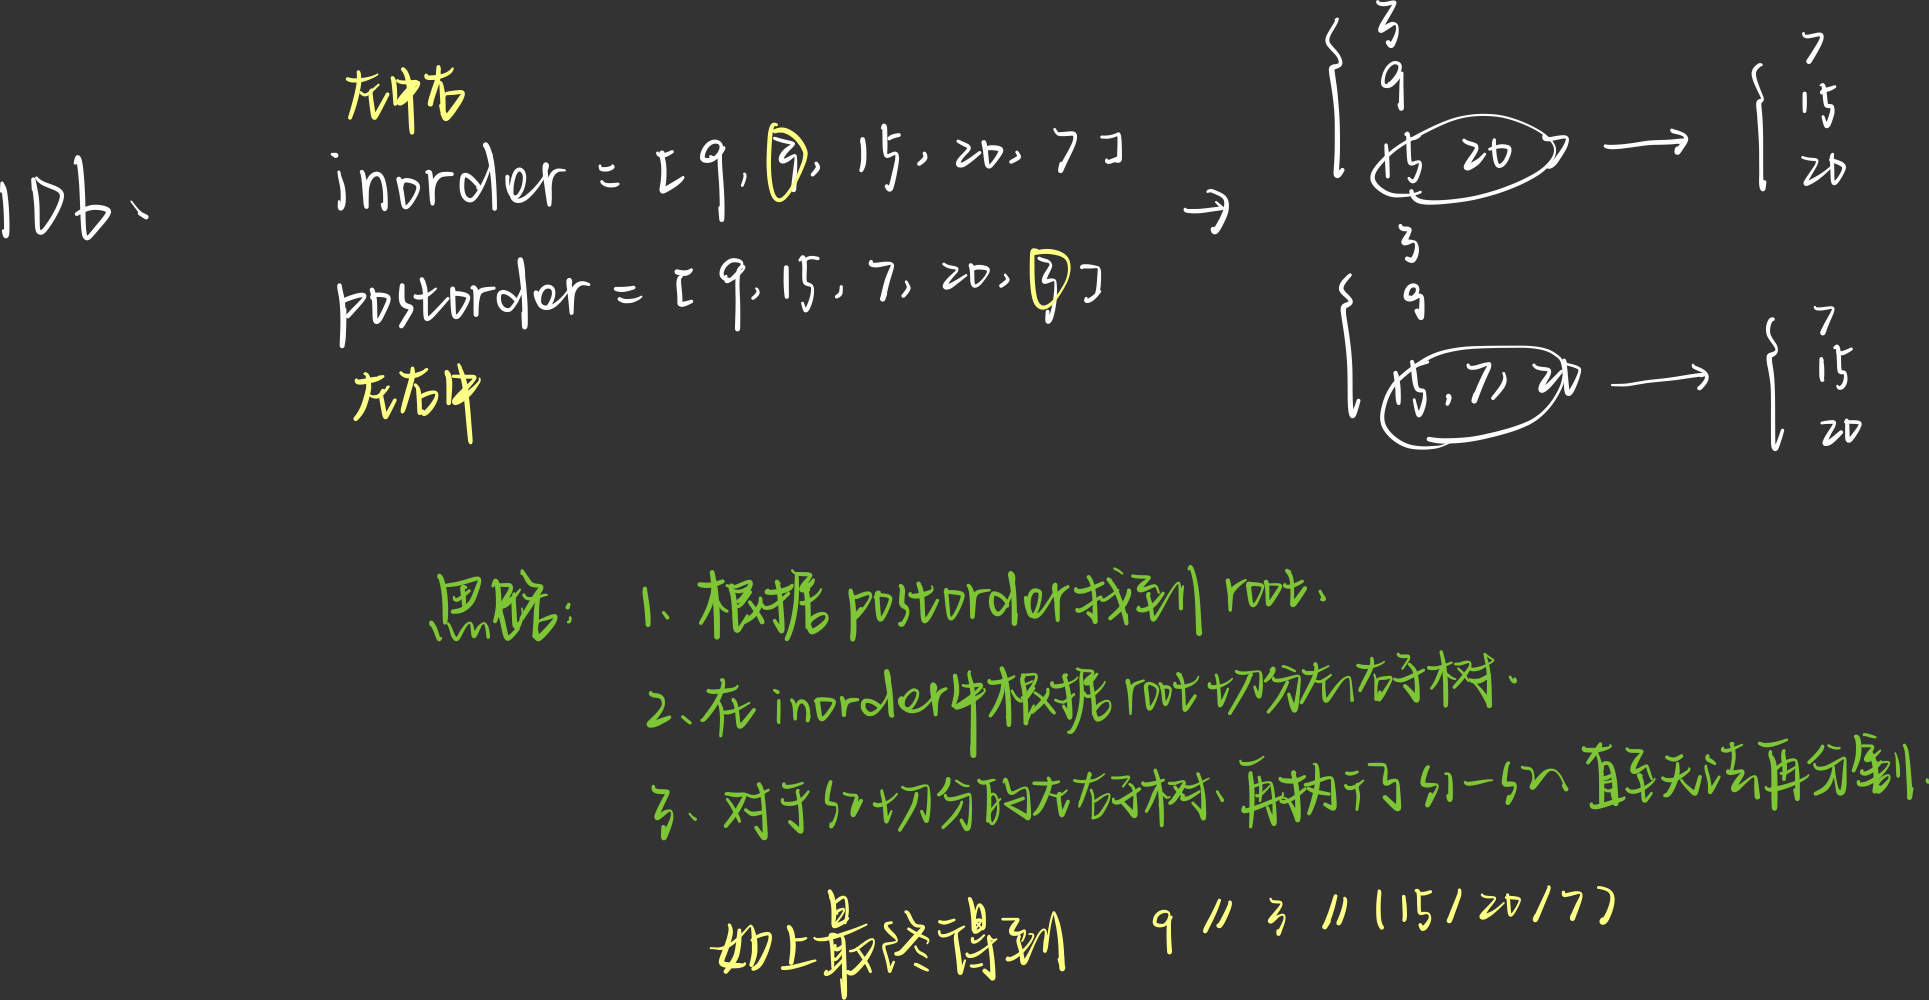 左中右
106、
inorder = [9, 3, 15, 20, 7] →
postorder = [9, 15, 7, 20, 3]
左右中
3
9
15 20 7 →
7
15
20
3
9
15, 7, 20 →
7
15
20
思路: 1、根据 postorder找到 root、
2、在 inorder中根据 root 切分左右子树、
3、对于S2切分的左右子树、再执行 S1-S2、直至无法再分割、
如上最终得到 9 // 3 // (15/20/7)